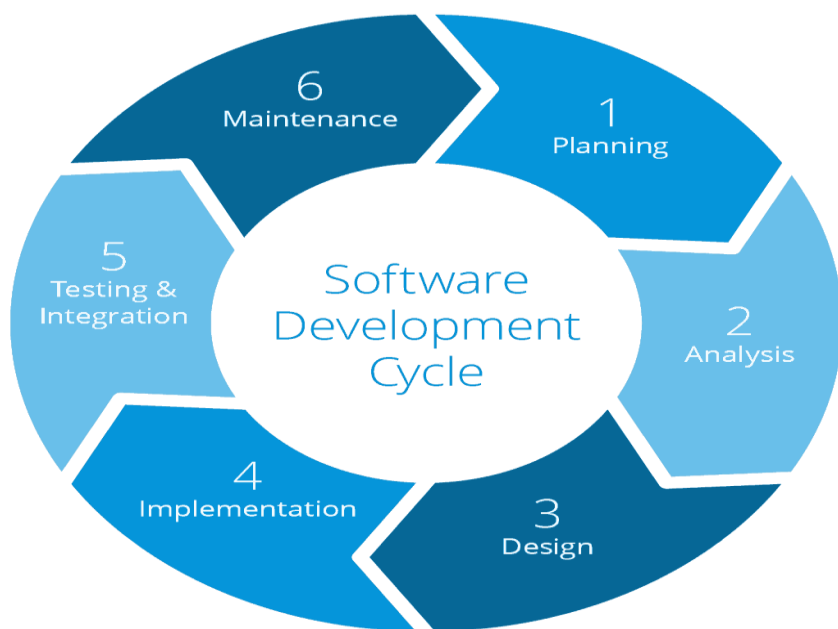 Software
Development
Cycle
1
Planning
2
Analysis
3
Design
4
Implementation
5
Testing &
Integration
6
Maintenance